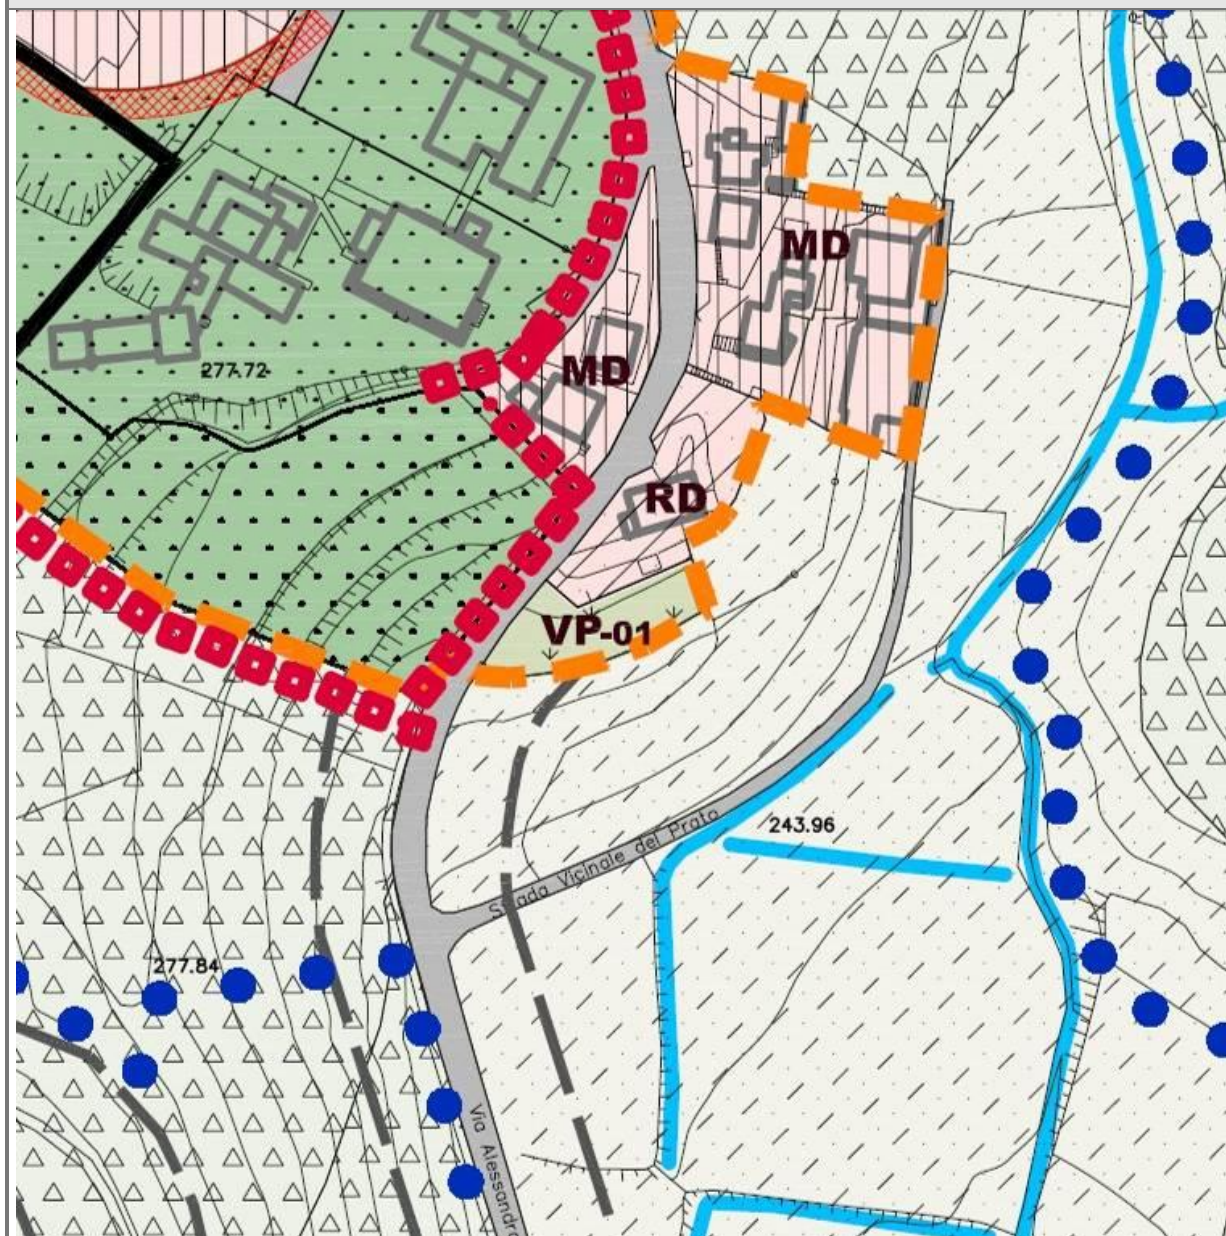 MD
277.72
MD
RD
VP-01
243.96
Strada Vicinale del Prato
277.84
Via Alessandro